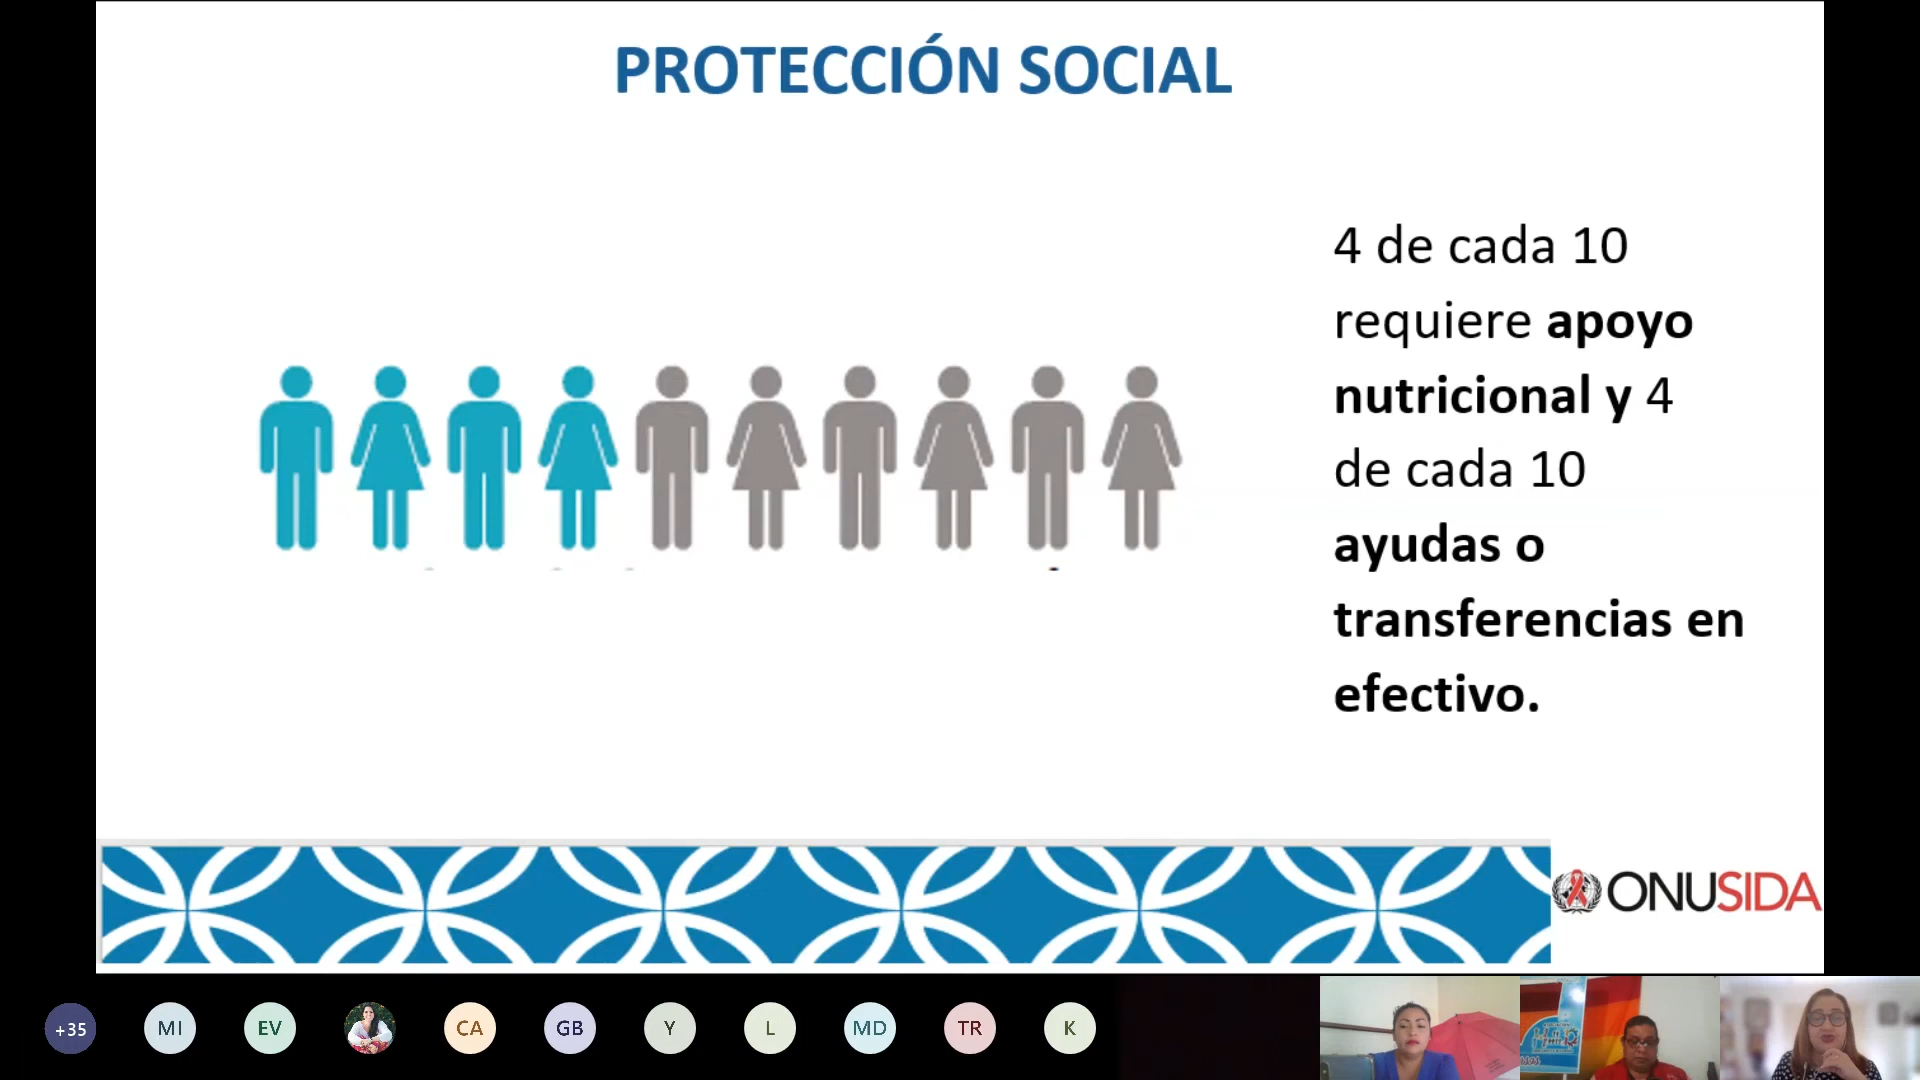 PROTECCIÓN SOCIAL
4 de cada 10
requiere apoyo
nutricional y 4
de cada 10
ayudas o
transferencias en
efectivo.
ONUSIDA
+35
MI
EV
CA
GB
Y
L
MD
TR
K